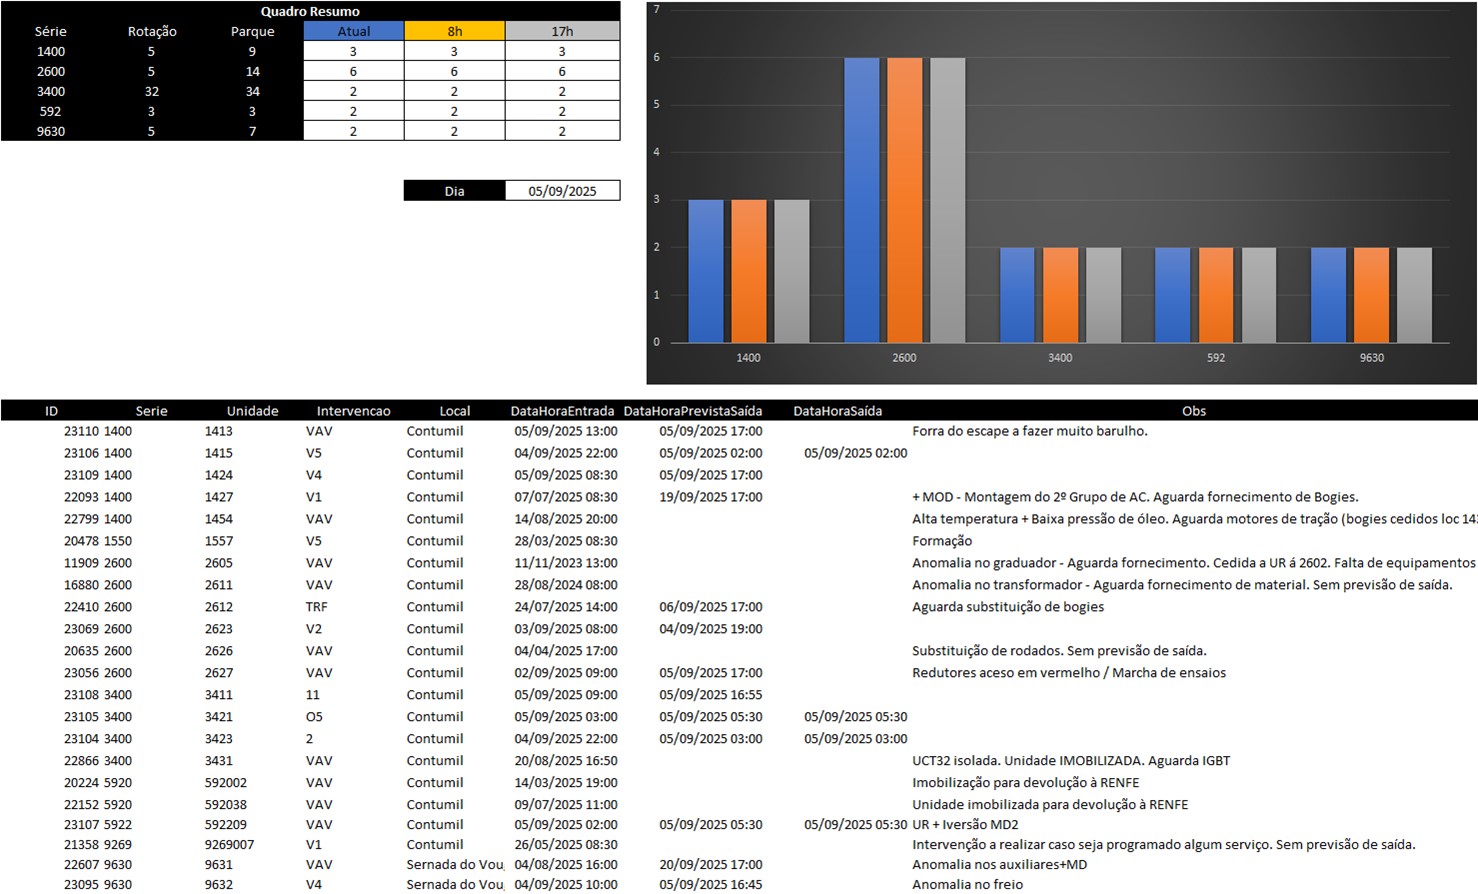 Quadro Resumo
Série Rotação Parque Atual 8h 17h
1400 5 9 3 3 3
2600 5 14 6 6 6
3400 32 34 2 2 2
592 3 3 2 2 2
9630 5 7 2 2 2
Dia 05/09/2025
7
6
5
4
3
2
1
0
1400 2600 3400 592 9630
ID Serie Unidade Intervencao Local DataHoraEntrada DataHoraPrevistaSaída DataHoraSaída Obs
23110 1400 1413 VAV Contumil 05/09/2025 13:00 05/09/2025 17:00 Forra do escape a fazer muito barulho.
23106 1400 1415 V5 Contumil 04/09/2025 22:00 05/09/2025 02:00 05/09/2025 02:00
23109 1400 1424 V4 Contumil 05/09/2025 08:30 05/09/2025 17:00
22093 1400 1427 V1 Contumil 07/07/2025 08:30 19/09/2025 17:00 + MOD - Montagem do 2º Grupo de AC. Aguarda fornecimento de Bogies.
22799 1400 1454 VAV Contumil 14/08/2025 20:00 Alta temperatura + Baixa pressão de óleo. Aguarda motores de tração (bogies cedidos loc
20478 1550 1557 V5 Contumil 28/03/2025 08:30 Formação
11909 2600 2605 VAV Contumil 11/11/2023 13:00 Anomalia no graduador - Aguarda fornecimento. Cedida a UR á 2602. Falta de equipamentos
16880 2600 2611 VAV Contumil 28/08/2024 08:00 Anomalia no transformador - Aguarda fornecimento de material. Sem previsão de saída.
22410 2600 2612 TRF Contumil 24/07/2025 14:00 06/09/2025 17:00 Aguarda substituição de bogies
23069 2600 2623 V2 Contumil 03/09/2025 08:00 04/09/2025 19:00
20635 2600 2626 VAV Contumil 04/04/2025 17:00 Substituição de rodados. Sem previsão de saída.
23056 2600 2627 VAV Contumil 02/09/2025 09:00 05/09/2025 17:00 Redutores aceso em vermelho / Marcha de ensaios
23108 3400 3411 11 Contumil 05/09/2025 09:00 05/09/2025 16:55
23105 3400 3421 O5 Contumil 05/09/2025 03:00 05/09/2025 05:30 05/09/2025 05:30
23104 3400 3423 2 Contumil 04/09/2025 22:00 05/09/2025 03:00 05/09/2025 03:00
22866 3400 3431 VAV Contumil 20/08/2025 16:50 UCT32 isolada. Unidade IMOBILIZADA. Aguarda IGBT
20224 5920 592002 VAV Contumil 14/03/2025 19:00 Imobilização para devolução à RENFE
22152 5920 592038 VAV Contumil 09/07/2025 11:00 Unidade imobilizada para devolução à RENFE
23107 5922 592209 VAV Contumil 05/09/2025 02:00 05/09/2025 05:30 05/09/2025 05:30 UR + Iversão MD2
21358 9269 9269007 V1 Contumil 26/05/2025 08:30 Intervenção a realizar caso seja programado algum serviço. Sem previsão de saída.
22607 9630 9631 VAV Sernada do Vou 04/08/2025 16:00 20/09/2025 17:00 Anomalia nos auxiliares+MD
23095 9630 9632 V4 Sernada do Vou 04/09/2025 10:00 05/09/2025 16:45 Anomalia no freio